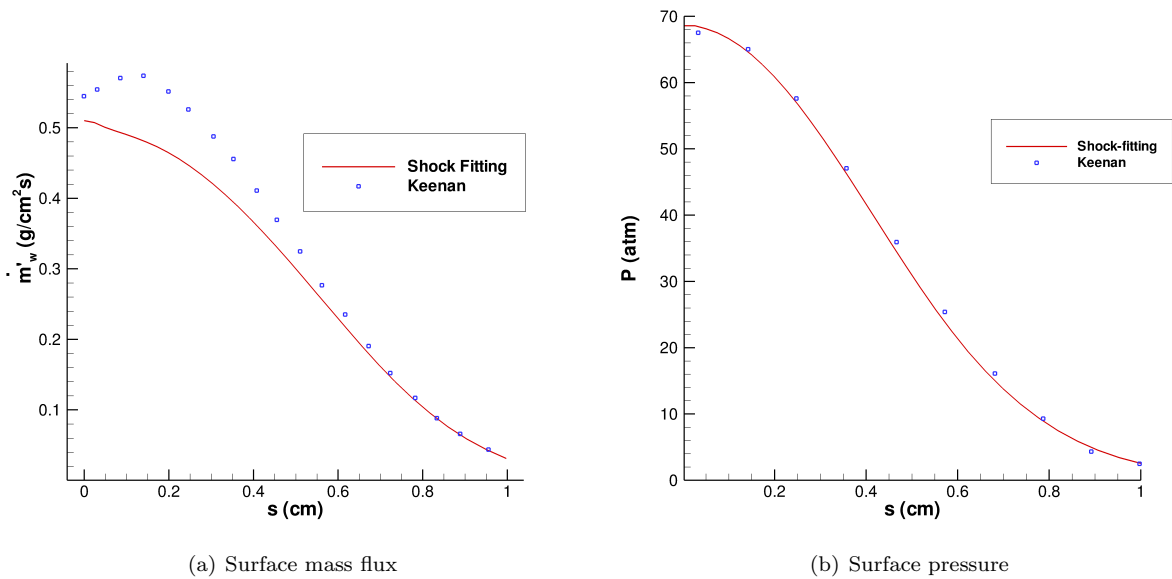 0.5
0.4
0.3
0.2
0.1
0 0.2 0.4 0.6 0.8 1
s (cm)
ṁ'w (g/cm²s)
Shock Fitting
Keenan
(a) Surface mass flux
70
60
50
40
30
20
10
0
0.2 0.4 0.6 0.8 1
s (cm)
P (atm)
Shock-fitting
Keenan
(b) Surface pressure